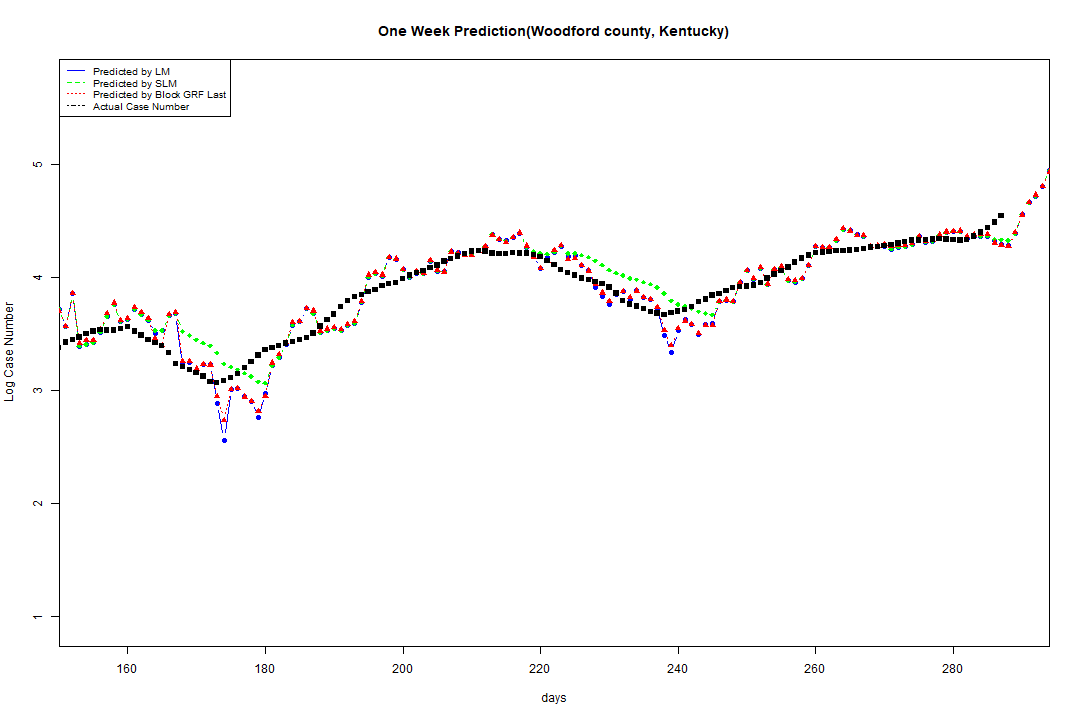 One Week Prediction(Woodford county, Kentucky)
Predicted by LM
Predicted by SLM
Predicted by Block GRF Last
Actual Case Number
5
4
3
2
1
Log Case Number
160 180 200 220 240 260 280
days